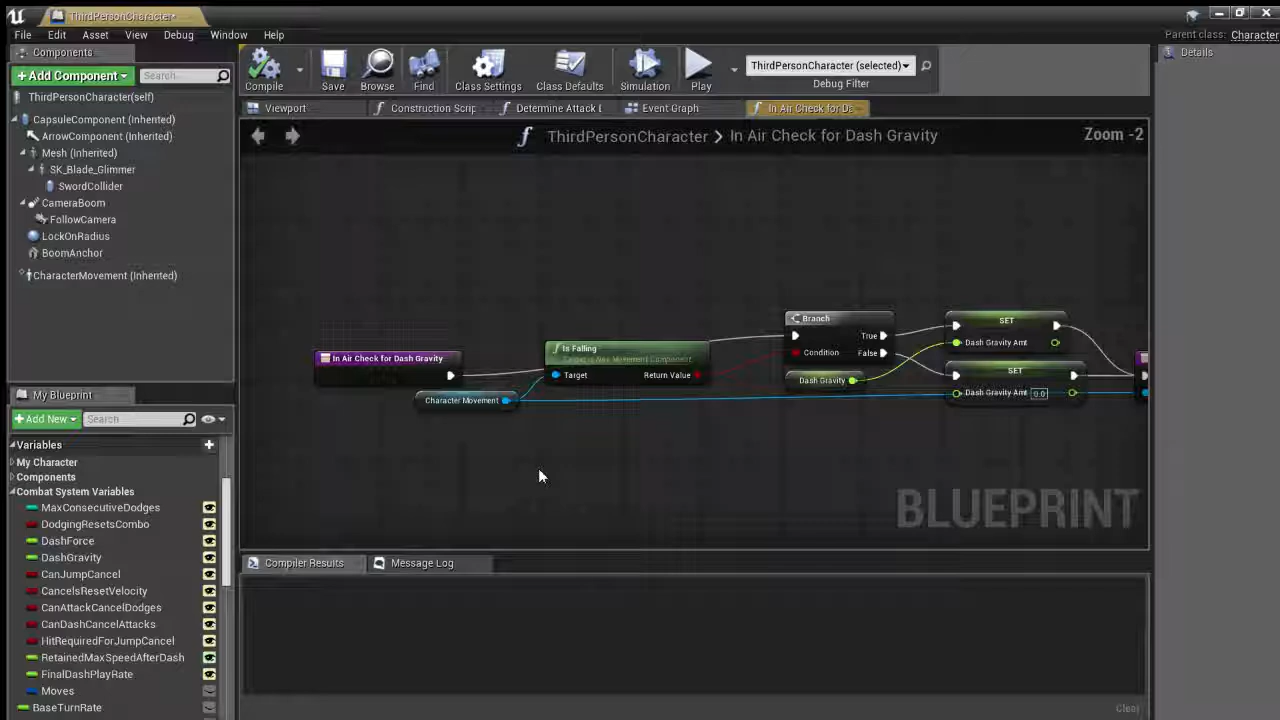 ThirdPersonCharacter*
File Edit Asset View Debug Window Help
Parent class: Character
Components
+ Add Component
Search
Compile
Save
Browse
Find
Class Settings
Class Defaults
Simulation
Play
ThirdPersonCharacter (selected)
Debug Filter
Details
ThirdPersonCharacter(self)
CapsuleComponent (Inherited)
ArrowComponent (Inherited)
Mesh (Inherited)
SK_Blade_Glimmer
SwordCollider
CameraBoom
FollowCamera
LockOnRadius
BoomAnchor
CharacterMovement (Inherited)
Viewport
Construction Scrip
Determine Attack I
Event Graph
In Air Check for Da
ThirdPersonCharacter > In Air Check for Dash Gravity
Zoom -2
In Air Check for Dash Gravity
Character Movement
Is Falling
Target
Return Value
Branch
True
Condition
False
Dash Gravity
SET
Dash Gravity Amt
SET
Dash Gravity Amt 0.0
BLUEPRINT
My Blueprint
+ Add New
Search
Variables
My Character
Components
Combat System Variables
MaxConsecutiveDodges
DodgingResetsCombo
DashForce
DashGravity
CanJumpCancel
CancelsResetVelocity
CanAttackCancelDodges
CanDashCancelAttacks
HitRequiredForJumpCancel
RetainedMaxSpeedAfterDash
FinalDashPlayRate
Moves
BaseTurnRate
Compiler Results
Message Log
Clear